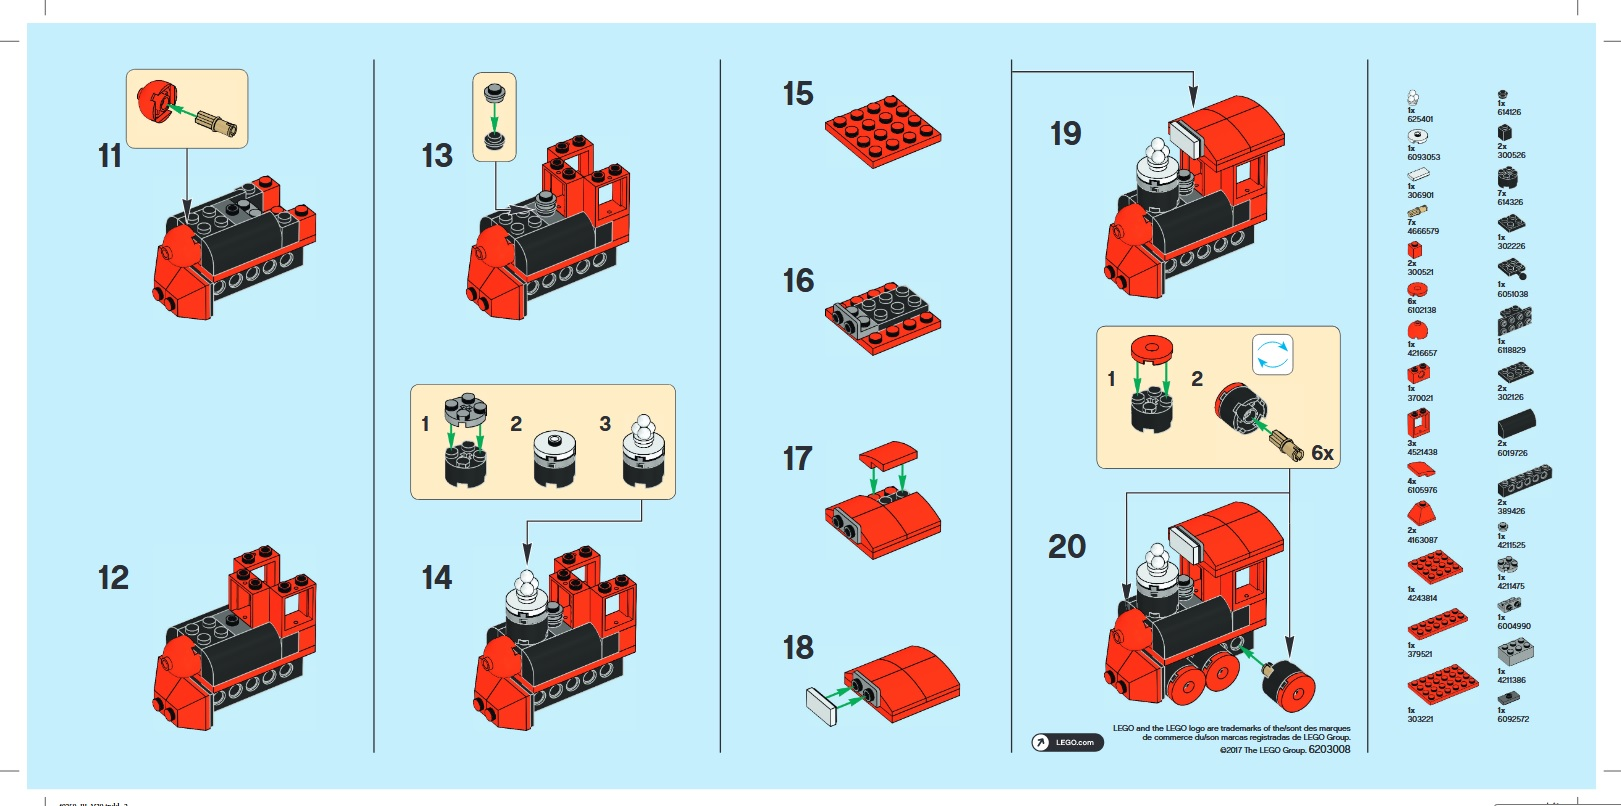 11
12
13
1
2
3
14
15
16
17
18
19
1
2
6x
20
LEGO.com
LEGO and the LEGO logo are trademarks of the/sont des marques
de commerce du/son marcas registradas de LEGO Group.
©2017 The LEGO Group. 6203008
1x
625401
1x
6093053
1x
306901
7x
4666579
2x
300521
6x
6102138
1x
4216657
1x
370021
3x
4521438
4x
6105976
2x
4163087
1x
4243814
1x
379521
1x
303221
1x
614126
2x
300526
7x
614326
1x
302226
1x
6051038
1x
6118829
2x
302126
2x
6019726
2x
389426
1x
4211525
1x
4211475
1x
6004990
1x
4211386
1x
6092572